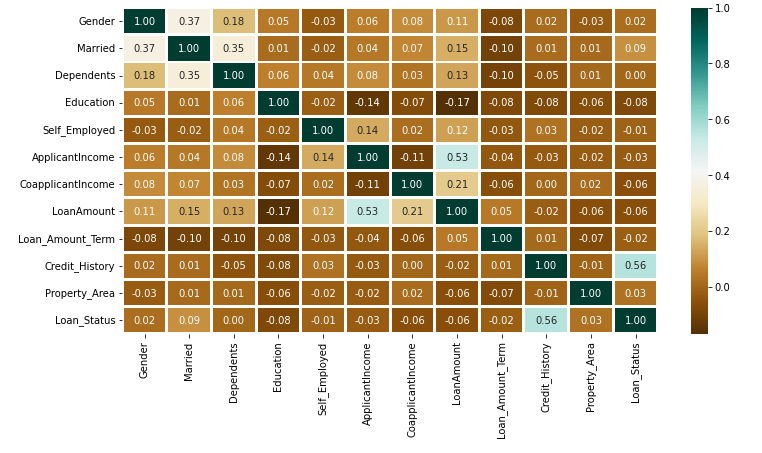 Gender 1.00 0.37 0.18 0.05 -0.03 0.06 0.08 0.11 -0.08 0.02 -0.03 0.02
Married 0.37 1.00 0.35 0.01 -0.02 0.04 0.07 0.15 -0.10 0.01 0.01 0.09
Dependents 0.18 0.35 1.00 0.06 0.04 0.08 0.03 0.13 -0.10 -0.05 0.01 0.00
Education 0.05 0.01 0.06 1.00 -0.02 -0.14 -0.07 -0.17 -0.08 -0.08 -0.06 -0.08
Self_Employed -0.03 -0.02 0.04 -0.02 1.00 0.14 0.02 0.12 -0.03 0.03 -0.02 -0.01
ApplicantIncome 0.06 0.04 0.08 -0.14 0.14 1.00 -0.11 0.53 -0.04 -0.03 -0.02 -0.03
CoapplicantIncome 0.08 0.07 0.03 -0.07 0.02 -0.11 1.00 0.21 -0.06 0.00 0.02 -0.06
LoanAmount 0.11 0.15 0.13 -0.17 0.12 0.53 0.21 1.00 0.05 -0.02 -0.06 -0.06
Loan_Amount_Term -0.08 -0.10 -0.10 -0.08 -0.03 -0.04 -0.06 0.05 1.00 0.01 -0.07 -0.02
Credit_History 0.02 0.01 -0.05 -0.08 0.03 -0.03 0.00 -0.02 0.01 1.00 -0.01 0.56
Property_Area -0.03 0.01 0.01 -0.06 -0.02 -0.02 0.02 -0.06 -0.07 -0.01 1.00 0.03
Loan_Status 0.02 0.09 0.00 -0.08 -0.01 -0.03 -0.06 -0.06 -0.02 0.56 0.03 1.00
Gender
Married
Dependents
Education
Self_Employed
ApplicantIncome
CoapplicantIncome
LoanAmount
Loan_Amount_Term
Credit_History
Property_Area
Loan_Status
1.0
0.8
0.6
0.4
0.2
0.0